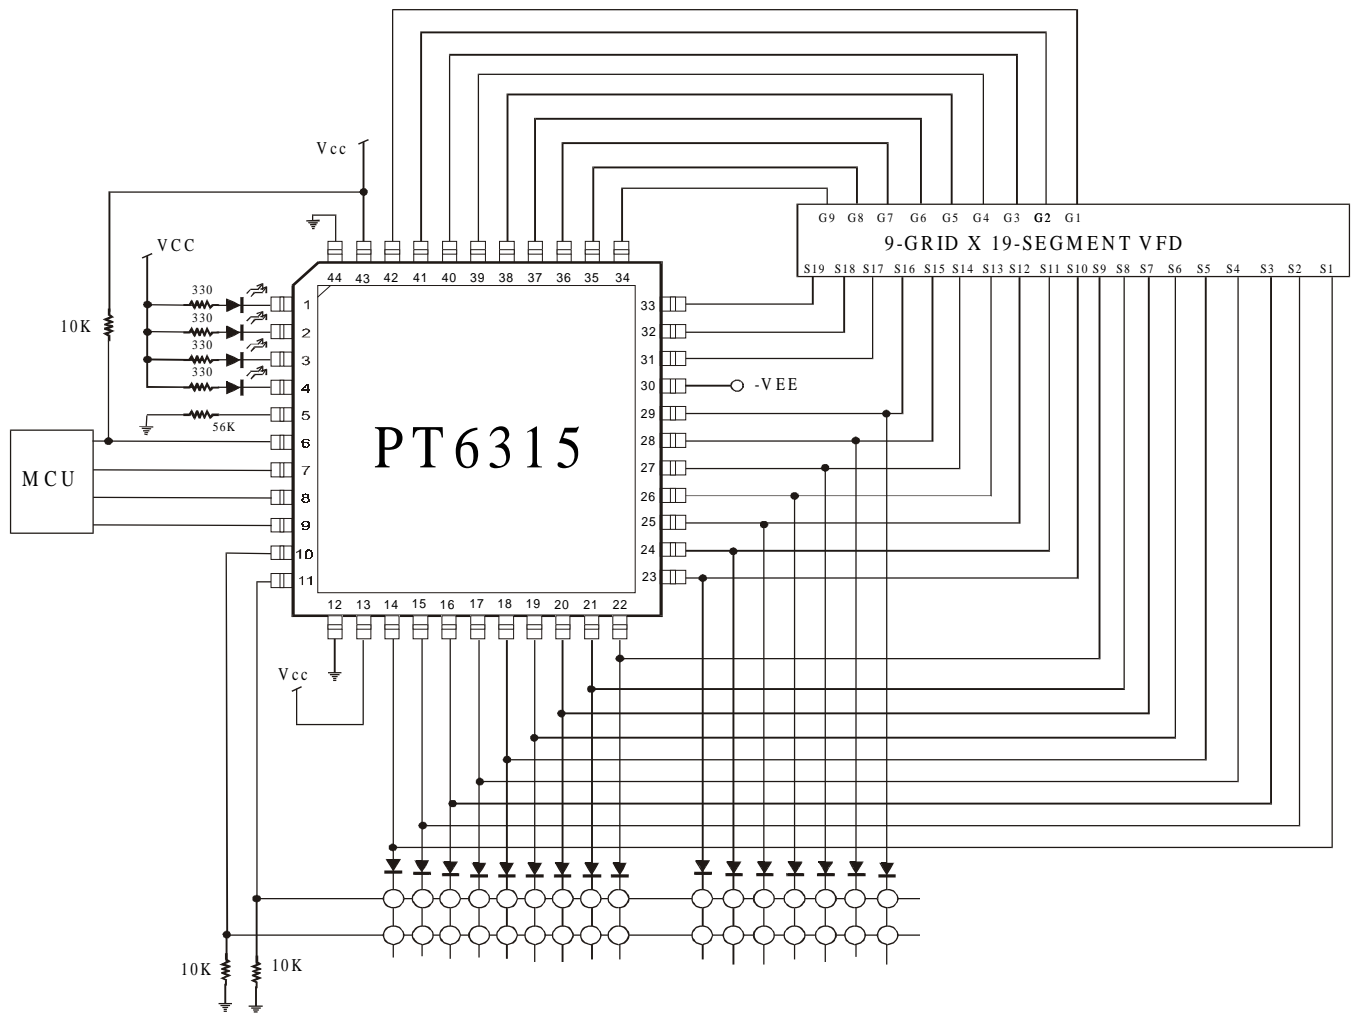 Vcc
G9 G8 G7 G6 G5 G4 G3 G2 G1
9-GRID X 19-SEGMENT VFD
S19 S18 S17 S16 S15 S14 S13 S12 S11 S10 S9 S8 S7 S6 S5 S4 S3 S2 S1
VCC
44 43 42 41 40 39 38 37 36 35 34
330
1
33
10K
330
2
32
330
3
31
330
4
30
-VEE
5
29
56K
6
28
MCU
PT6315
7
27
8
26
9
25
10
24
11
23
12 13 14 15 16 17 18 19 20 21 22
Vcc
10K
10K